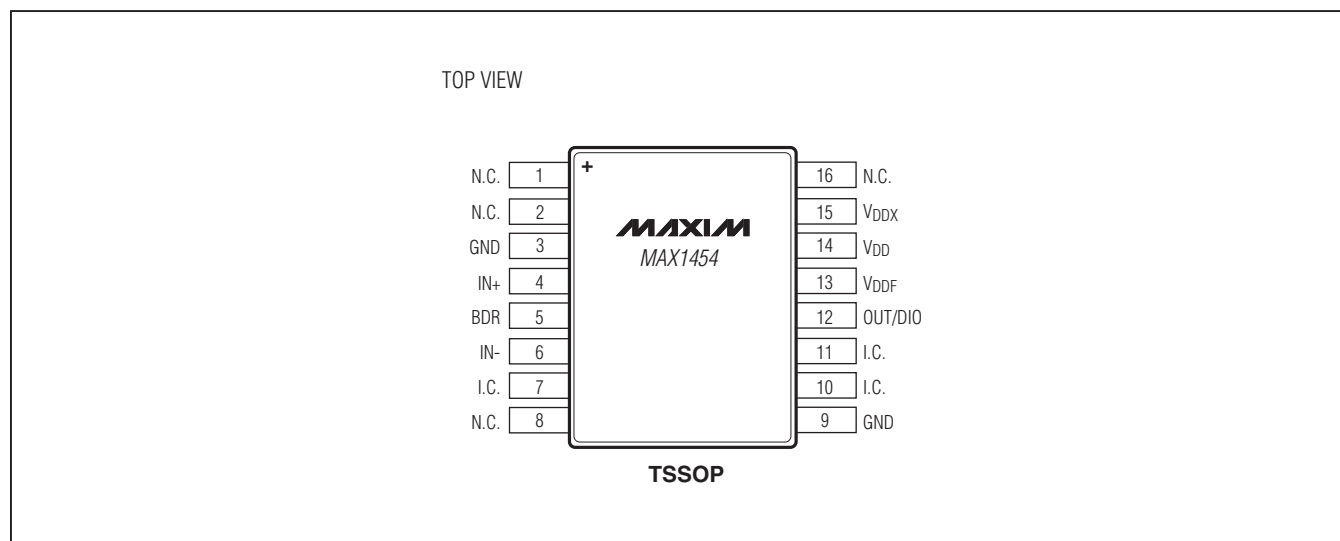 TOP VIEW
N.C. 1
N.C. 2
GND 3
IN+ 4
BDR 5
IN- 6
I.C. 7
N.C. 8
+
MAXIM
MAX1454
16 N.C.
15 VDDX
14 VDD
13 VDDF
12 OUT/DIO
11 I.C.
10 I.C.
9 GND
TSSOP